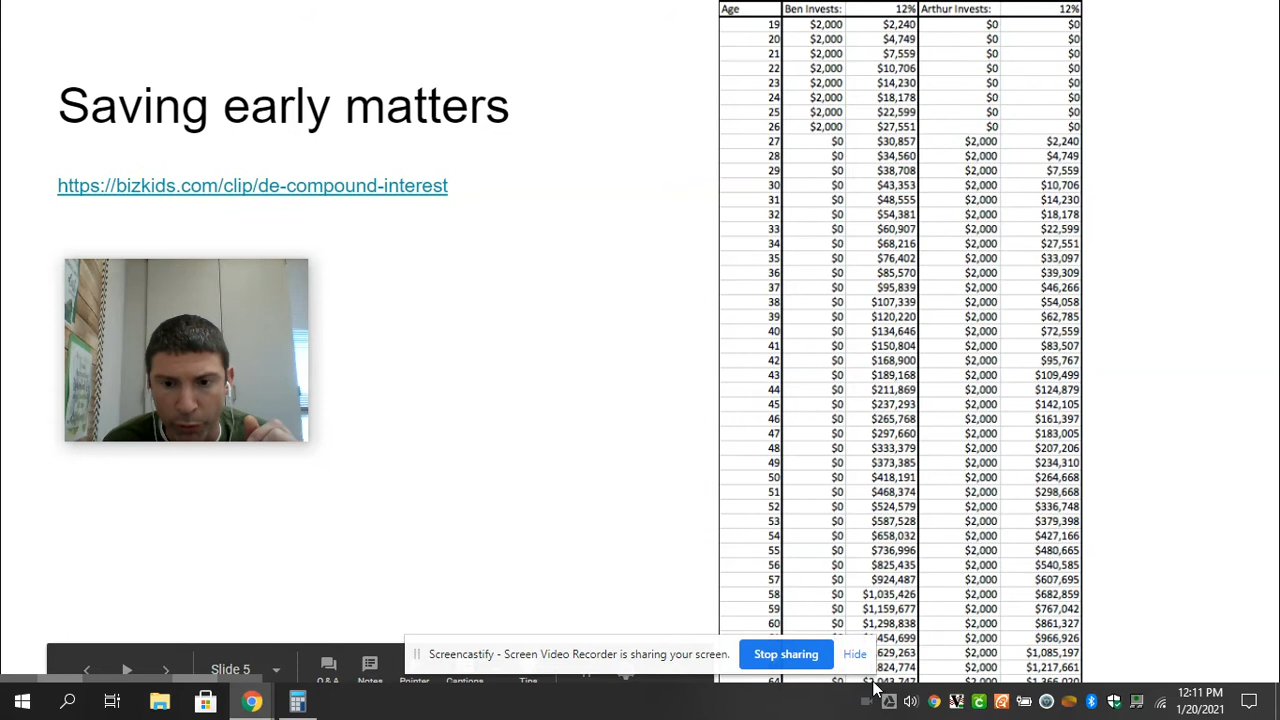 Age Ben Invests: 12% Arthur Invests: 12%
19 $2,000 $2,240 $0 $0
20 $2,000 $4,749 $0 $0
21 $2,000 $7,559 $0 $0
22 $2,000 $10,706 $0 $0
23 $2,000 $14,230 $0 $0
24 $2,000 $18,178 $0 $0
25 $2,000 $22,599 $0 $0
26 $2,000 $27,551 $0 $0
27 $0 $30,857 $2,000 $2,240
28 $0 $34,560 $2,000 $4,749
29 $0 $38,708 $2,000 $7,559
30 $0 $43,353 $2,000 $10,706
31 $0 $48,555 $2,000 $14,230
32 $0 $54,381 $2,000 $18,178
33 $0 $60,907 $2,000 $22,599
34 $0 $68,216 $2,000 $27,551
35 $0 $76,402 $2,000 $33,097
36 $0 $85,570 $2,000 $39,309
37 $0 $95,839 $2,000 $46,266
38 $0 $107,339 $2,000 $54,058
39 $0 $120,220 $2,000 $62,785
40 $0 $134,646 $2,000 $72,559
41 $0 $150,804 $2,000 $83,507
42 $0 $168,900 $2,000 $95,767
43 $0 $189,168 $2,000 $109,499
44 $0 $211,869 $2,000 $124,879
45 $0 $237,293 $2,000 $142,105
46 $0 $265,768 $2,000 $161,397
47 $0 $297,660 $2,000 $183,005
48 $0 $333,379 $2,000 $207,206
49 $0 $373,385 $2,000 $234,310
50 $0 $418,191 $2,000 $264,668
51 $0 $468,374 $2,000 $298,668
52 $0 $524,579 $2,000 $336,748
53 $0 $587,528 $2,000 $379,398
54 $0 $658,032 $2,000 $427,166
55 $0 $736,996 $2,000 $480,665
56 $0 $825,435 $2,000 $540,585
57 $0 $924,487 $2,000 $607,695
58 $0 $1,035,426 $2,000 $682,859
59 $0 $1,159,677 $2,000 $767,042
60 $0 $1,298,838 $2,000 $861,327
454,699 $2,000 $966,926
629,263 $2,000 $1,085,197
824,774 $2,000 $1,217,661
Saving early matters
https://bizkids.com/clip/de-compound-interest
Screencastify - Screen Video Recorder is sharing your screen. Stop sharing Hide
Slide 5
Q & A Notes Pointer Captions Tips
12:11 PM
1/20/2021